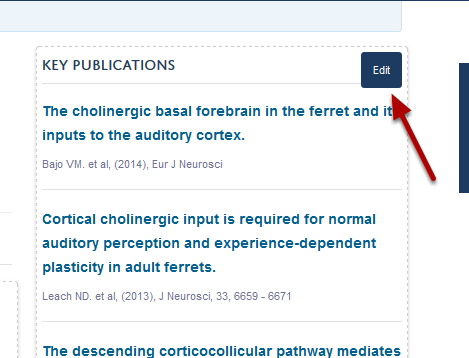 KEY PUBLICATIONS
Edit
The cholinergic basal forebrain in the ferret and it
inputs to the auditory cortex.
Bajo VM. et al, (2014), Eur J Neurosci
Cortical cholinergic input is required for normal
auditory perception and experience-dependent
plasticity in adult ferrets.
Leach ND. et al, (2013), J Neurosci, 33, 6659 - 6671
The descending corticocollicular pathway mediates